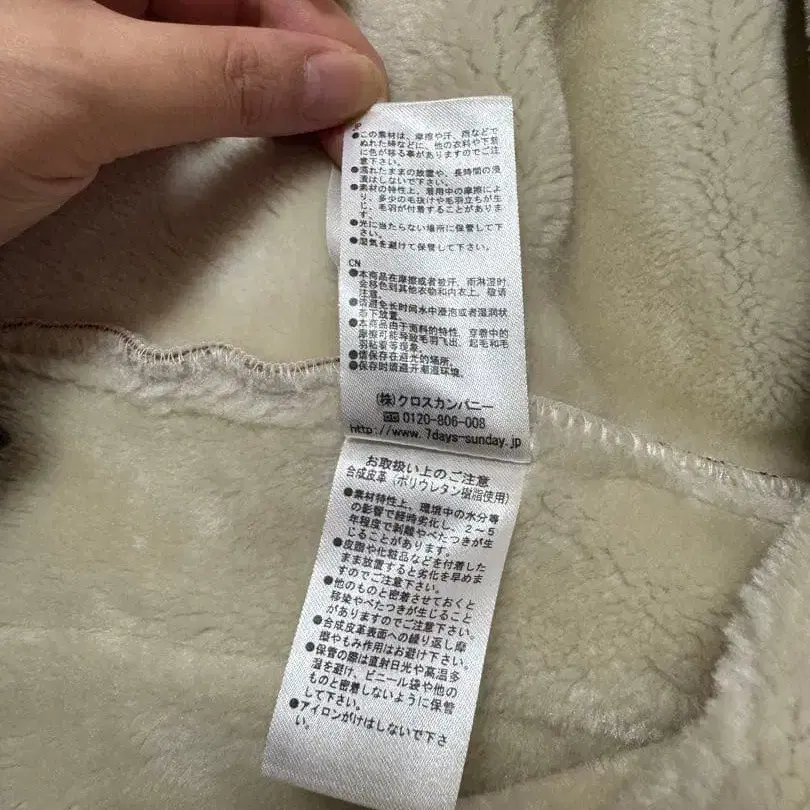 JP
●この素材は、摩擦や汗、雨などで
ぬれた時などに、他の衣料や下着
に色が移る事がありますのでご注
意下さい。
●濡れたままの放置や、長時間の浸
漬はしないで下さい。
●素材の特性上、着用中の摩擦によ
り、多少の毛抜けや毛羽立ちが生
じ、毛羽が付着することがありま
す。
●光に当たらない場所に保管して下
さい。
●湿気を避けて保管して下さい。
CN
●本商品在摩擦或者被汗、雨淋湿时，
会移色到其他衣物和内衣上，敬请
注意。
●请避免长时间水中浸泡或者湿润状
态下放置。
●本商品由于面料的特性，穿着中的
摩擦可能导致毛羽飞出、起毛和毛
羽粘要等现象。
●请保存在避光的场所。
●保存时请避开潮湿环境。
(株)クロスカンパニー
0120-806-008
http://www.7days-sunday.jp
お取扱い上のご注意
合成皮革（ポリウレタン樹脂使用）
●素材特性上、環境中の水分等
の影響で経時劣化し、2～5
年程度で剥離やべたつきが生
じることがあります。
●皮脂や化粧品などを付着した
まま放置すると劣化を早めま
すのでご注意下さい。
●他のものと密着させておくと
移染やべたつきが生じること
がありますのでご注意下さい。
●合成皮革表面への繰り返し摩
擦やもみ作用はお避け下さい。
●保管の際は直射日光や高温多
湿を避け、ビニール袋や他の
ものと密着しないように保管
して下さい。
●アイロンがけはしないで下さ
い。